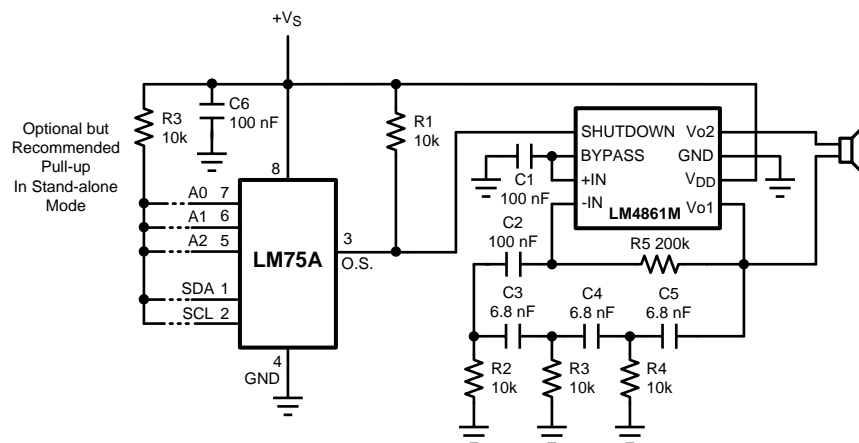 +VS
Optional but
Recommended
Pull-up
In Stand-alone
Mode
R3
10k
C6
100 nF
R1
10k
8
A0 7
A1 6
A2 5
SDA 1
SCL 2
LM75A
3
O.S.
4
GND
SHUTDOWN
BYPASS
+IN
-IN
Vo2
GND
VDD
Vo1
LM4861M
C1
100 nF
C2
100 nF
R5 200k
C3
6.8 nF
C4
6.8 nF
C5
6.8 nF
R2
10k
R3
10k
R4
10k